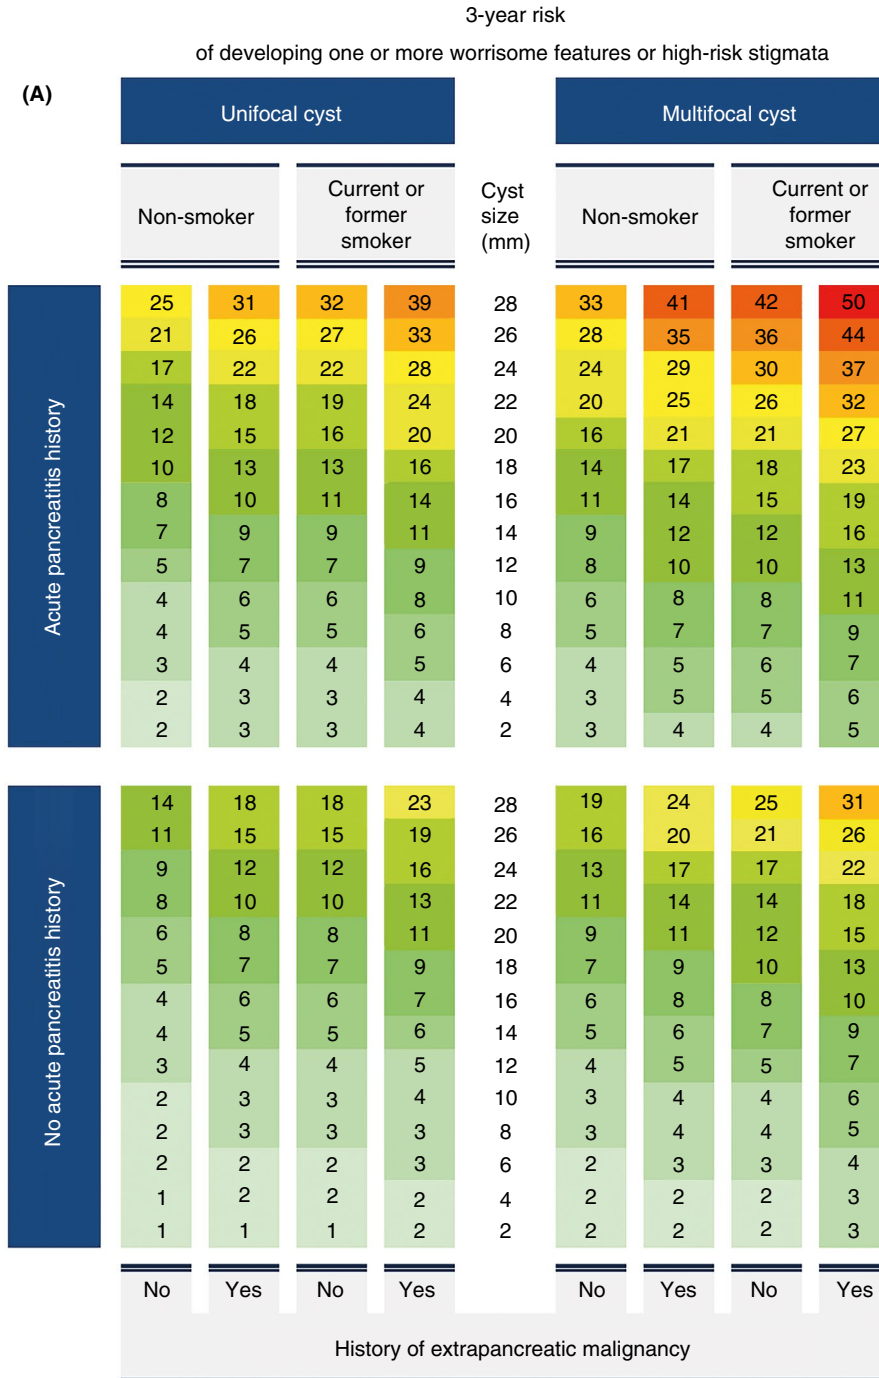 3-year risk
of developing one or more worrisome features or high-risk stigmata
(A)
Unifocal cyst Multifocal cyst
Non-smoker Current or former smoker Cyst size (mm) Non-smoker Current or former smoker
Acute pancreatitis history
25 31 32 39 28 33 41 42 50
21 26 27 33 26 28 35 36 44
17 22 22 28 24 24 29 30 37
14 18 19 24 22 20 25 26 32
12 15 16 20 20 16 21 21 27
10 13 13 16 18 14 17 18 23
8 10 11 14 16 11 14 15 19
7 9 9 11 14 9 12 12 16
5 7 7 9 12 8 10 10 13
4 6 6 8 10 6 8 8 11
4 5 5 6 8 5 7 7 9
3 4 4 5 6 4 5 6 7
2 3 3 4 4 3 5 5 6
2 3 3 4 2 3 4 4 5
No acute pancreatitis history
14 18 18 23 28 19 24 25 31
11 15 15 19 26 16 20 21 26
9 12 12 16 24 13 17 17 22
8 10 10 13 22 11 14 14 18
6 8 8 11 20 9 11 12 15
5 7 7 9 18 7 9 10 13
4 6 6 7 16 6 8 8 10
4 5 5 6 14 5 6 7 9
3 4 4 5 12 4 5 5 7
2 3 3 4 10 3 4 4 6
2 3 3 3 8 3 4 4 5
2 2 2 3 6 2 3 3 4
1 2 2 2 4 2 2 2 3
1 1 1 2 2 2 2 2 3
No Yes No Yes No Yes No Yes
History of extrapancreatic malignancy